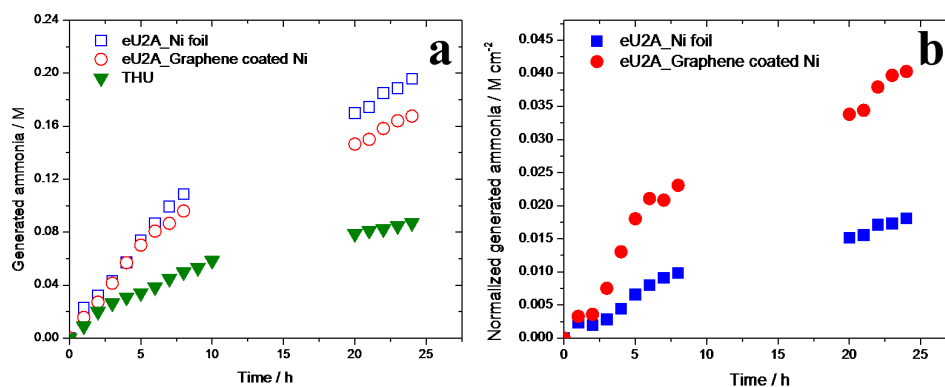 a
eU2A_Ni foil
eU2A_Graphene coated Ni
THU
Generated ammonia / M
0.24
0.20
0.16
0.12
0.08
0.04
0.00
0 5 10 15 20 25
Time / h
b
eU2A_Ni foil
eU2A_Graphene coated Ni
Normalized generated ammonia / M cm⁻²
0.045
0.040
0.035
0.030
0.025
0.020
0.015
0.010
0.005
0.000
0 5 10 15 20 25
Time / h